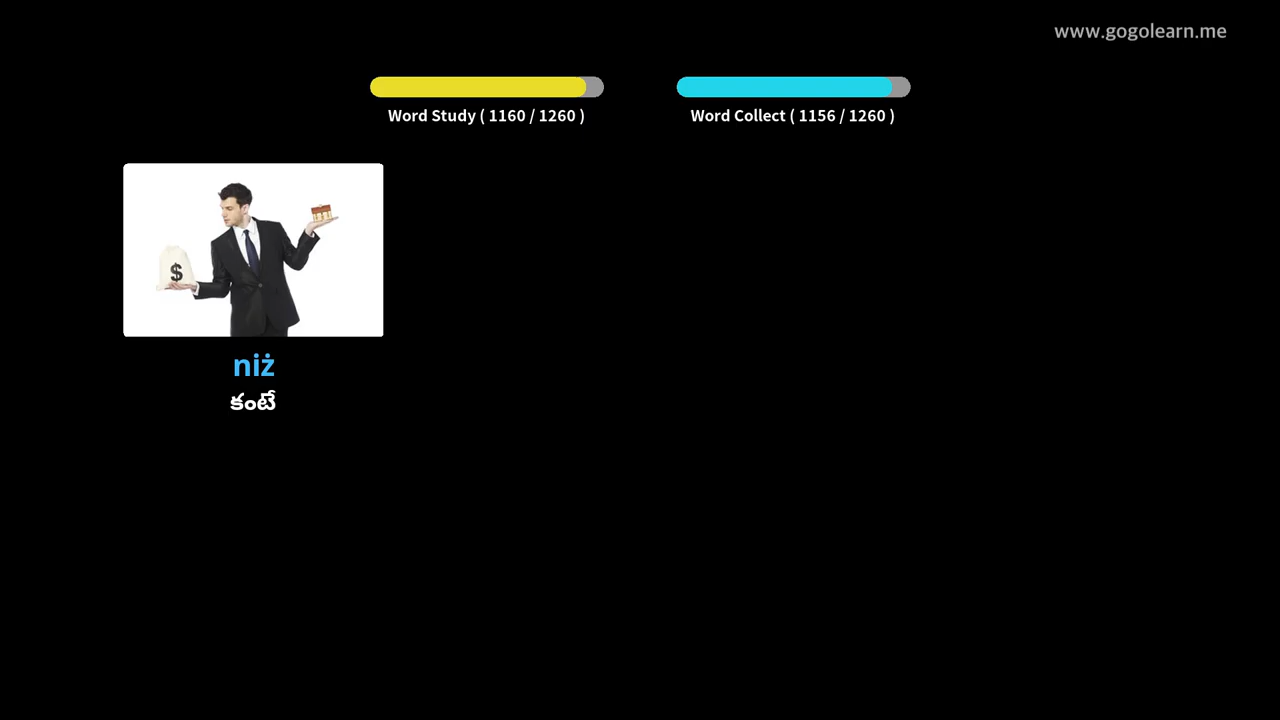 www.gogolearn.me
Word Study ( 1160 / 1260 )
Word Collect ( 1156 / 1260 )
$
niż
కంటే